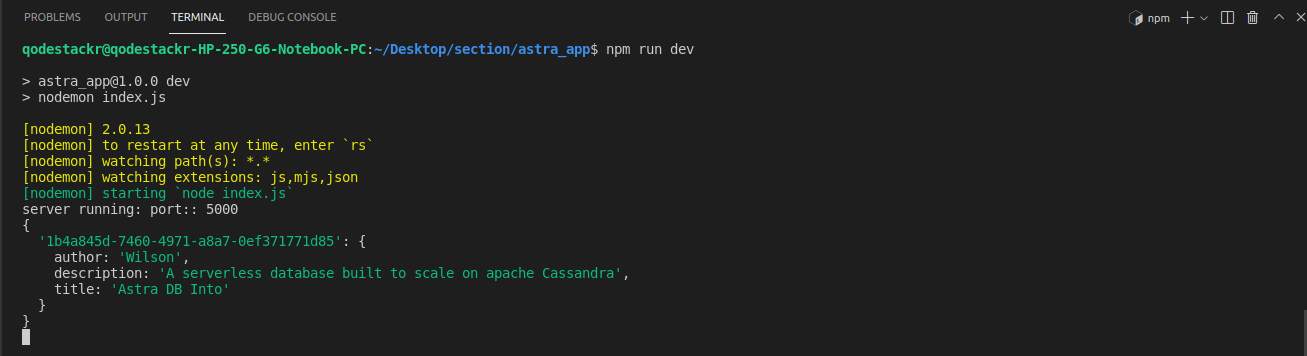 PROBLEMS OUTPUT TERMINAL DEBUG CONSOLE npm
qodestackr@qodestackr-HP-250-G6-Notebook-PC:~/Desktop/section/astra_app$ npm run dev
> astra_app@1.0.0 dev
> nodemon index.js
[nodemon] 2.0.13
[nodemon] to restart at any time, enter `rs`
[nodemon] watching path(s): *.*
[nodemon] watching extensions: js,mjs,json
[nodemon] starting `node index.js`
server running: port:: 5000
{
  '1b4a845d-7460-4971-a8a7-0ef371771d85': {
    author: 'Wilson',
    description: 'A serverless database built to scale on apache Cassandra',
    title: 'Astra DB Into'
  }
}